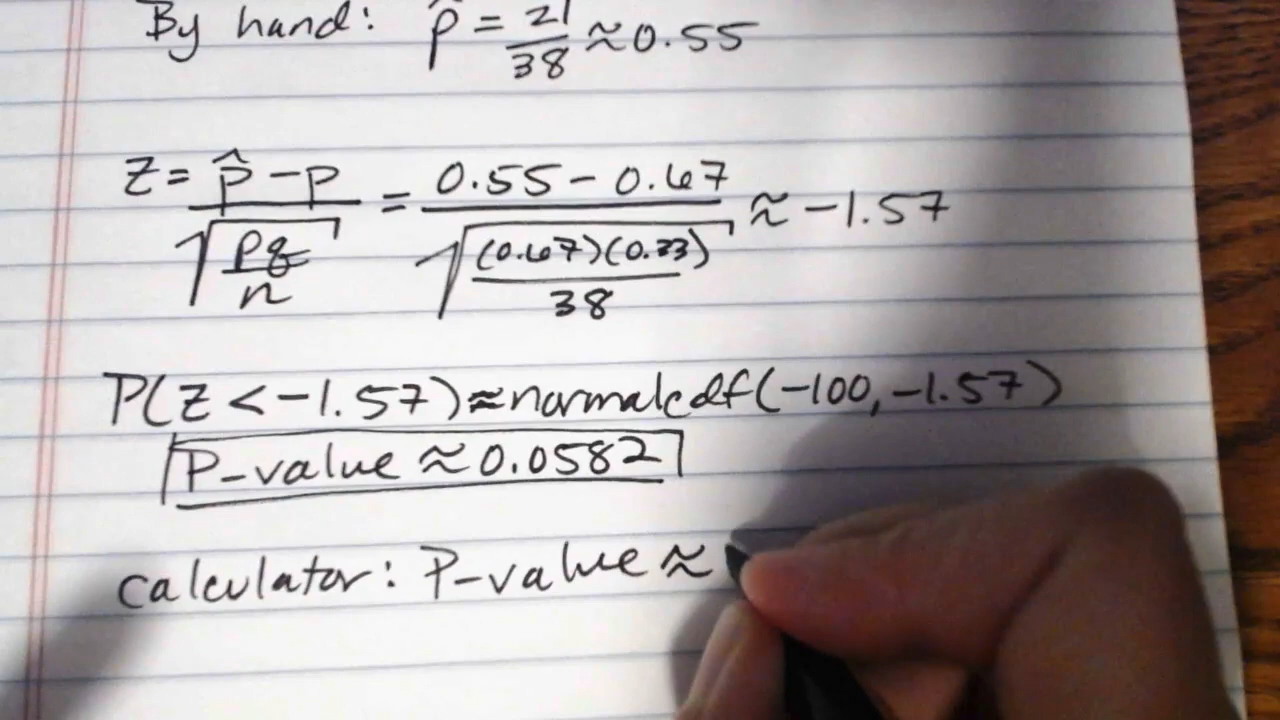 By hand: p̂ = 21/38 ≈ 0.55
z = (p̂ - p)/√(pq/n) = (0.55 - 0.67)/√((0.67)(0.33)/38) ≈ -1.57
P(z < -1.57) ≈ normalcdf(-100, -1.57)
P-value ≈ 0.0582
calculator: P-value ≈